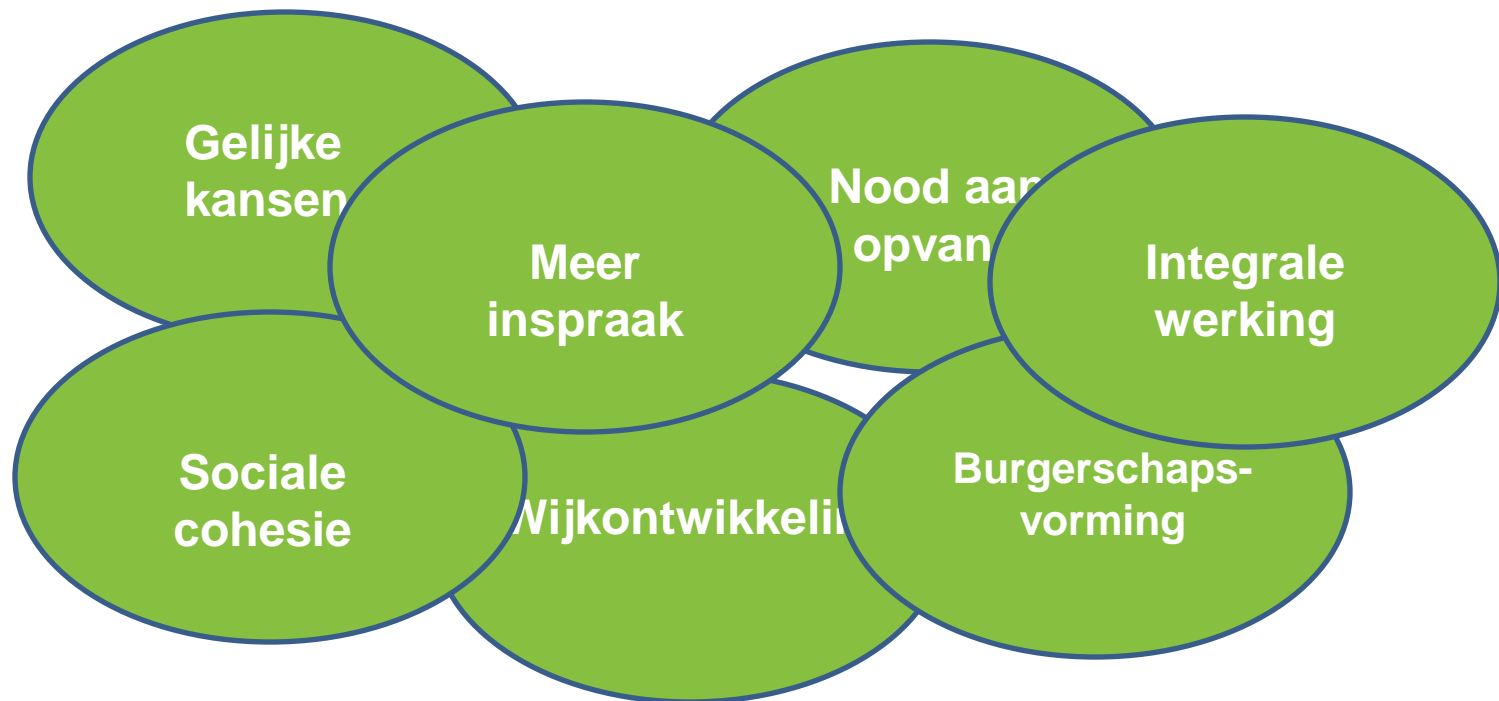 Gelijke
kansen
Meer
inspraak
Nood aan
opvan
Integrale
werking
Sociale
cohesie
Wijkontwikkeli
Burgerschaps-
vorming